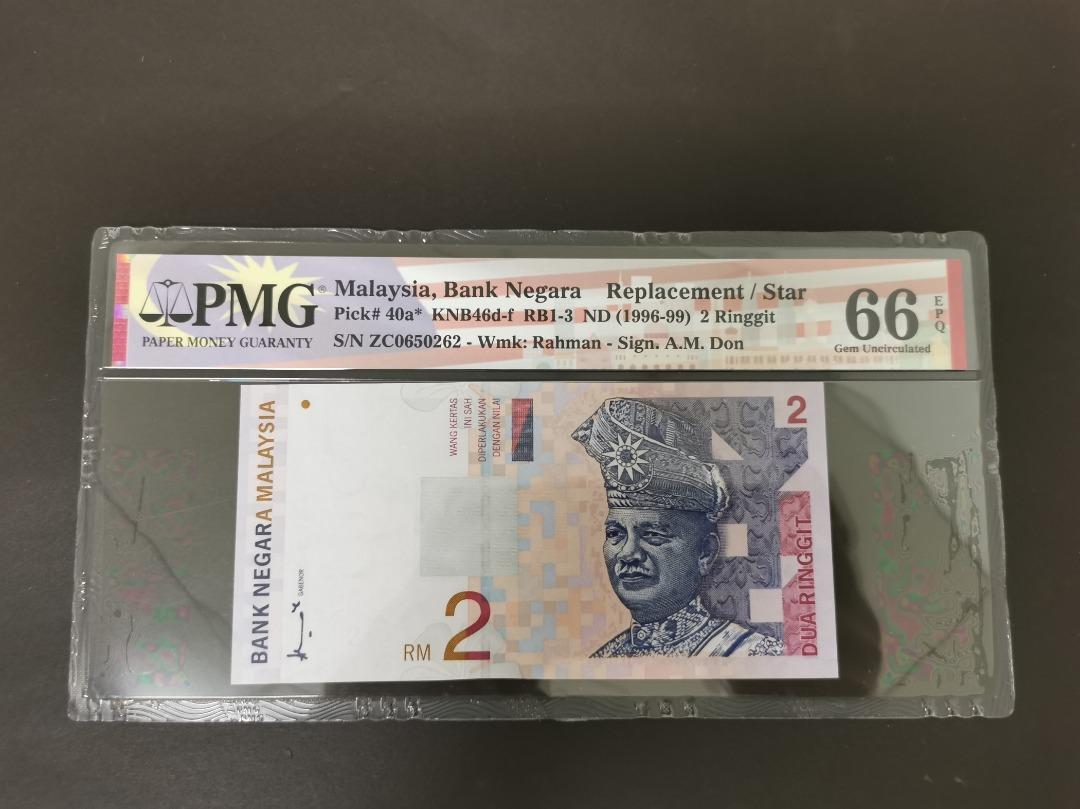 PMG®
PAPER MONEY GUARANTY
Malaysia, Bank Negara Replacement / Star
Pick# 40a* KNB46d-f RB1-3 ND (1996-99) 2 Ringgit
S/N ZC0650262 - Wmk: Rahman - Sign. A.M. Don
66
EPQ
Gem Uncirculated
BANK NEGARA MALAYSIA
GABENOR
WANG KERTAS
INI SAH
DIPERLAKUKAN
DENGAN NILAI
RM 2
2
DUA RINGGIT